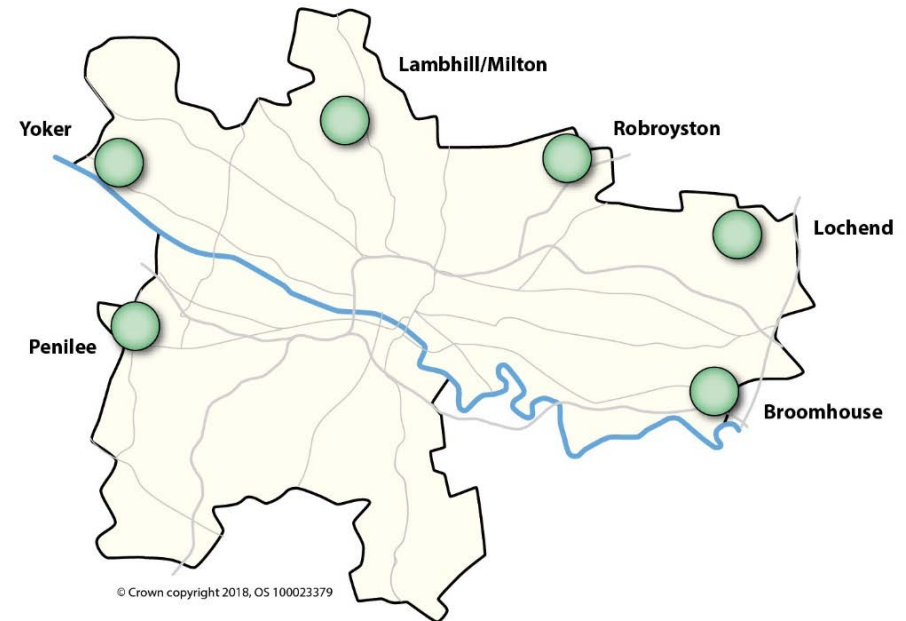 Lambhill/Milton
Yoker
Robroyston
Lochend
Penilee
Broomhouse
© Crown copyright 2018, OS 100023379